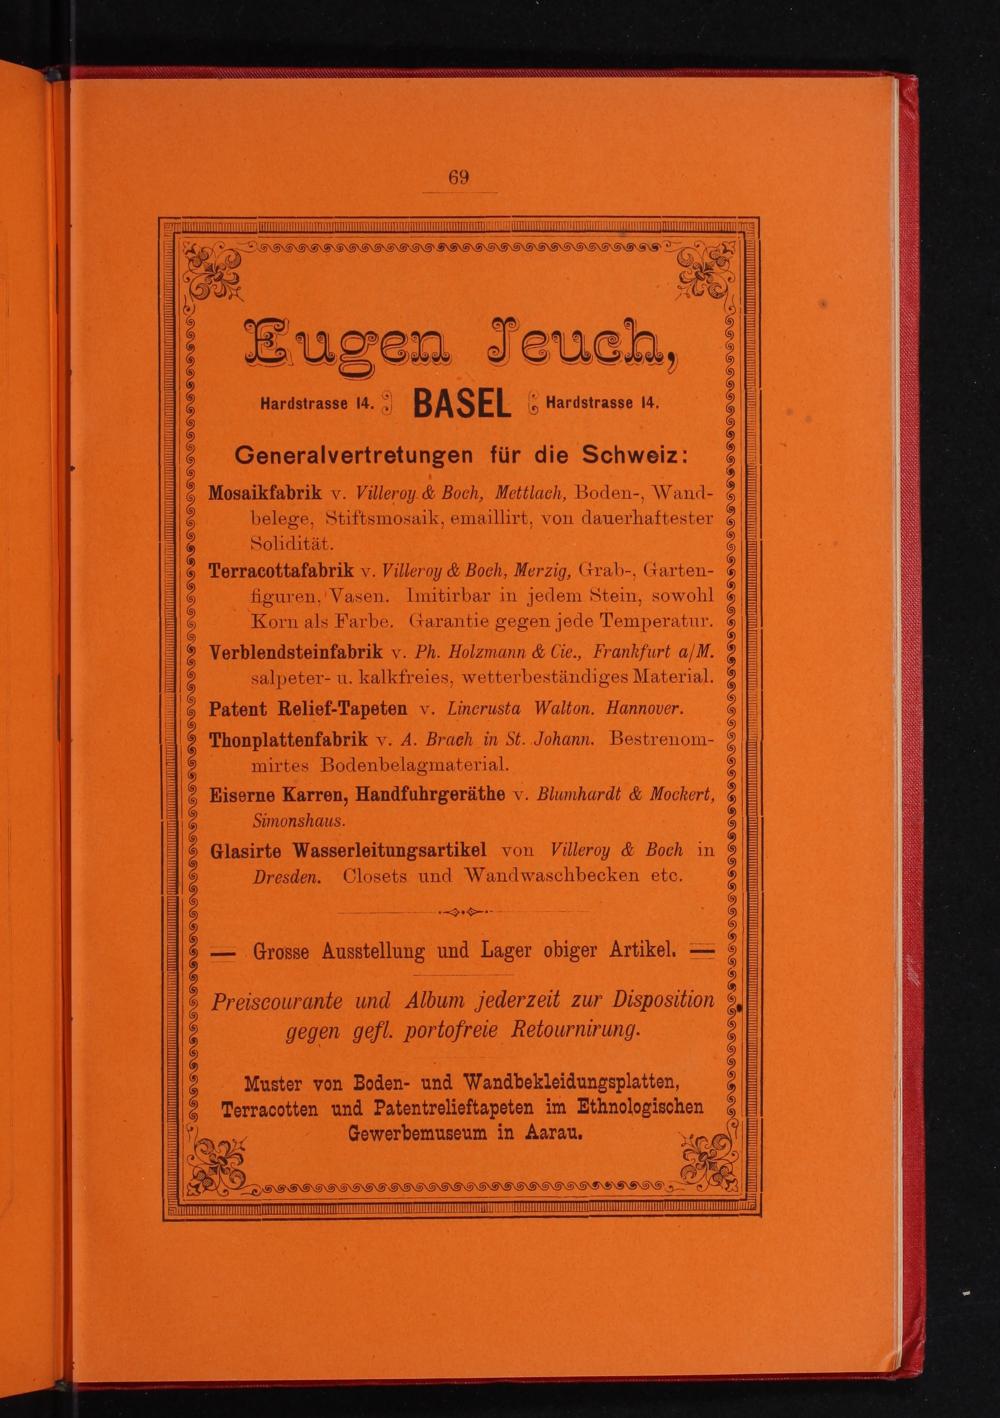 69
Eugen Jeuch,
Hardstrasse 14. BASEL Hardstrasse 14.
Generalvertretungen für die Schweiz:
Mosaikfabrik v. Villeroy & Boch, Mettlach, Boden-, Wand-
belege, Stiftsmosaik, emaillirt, von dauerhaftester
Solidität.
Terracottafabrik v. Villeroy & Boch, Merzig, Grab-, Garten-
figuren, Vasen. Imitirbar in jedem Stein, sowohl
Korn als Farbe. Garantie gegen jede Temperatur.
Verblendsteinfabrik v. Ph. Holzmann & Cie., Frankfurt a/M.
salpeter- u. kalkfreies, wetterbeständiges Material.
Patent Relief-Tapeten v. Lincrusta Walton. Hannover.
Thonplattenfabrik v. A. Brach in St. Johann. Bestrenom-
mirtes Bodenbelagmaterial.
Eiserne Karren, Handfuhrgeräthe v. Blumhardt & Mockert,
Simonshaus.
Glasirte Wasserleitungsartikel von Villeroy & Boch in
Dresden. Closets und Wandwaschbecken etc.
Grosse Ausstellung und Lager obiger Artikel.
Preiscourante und Album jederzeit zur Disposition
gegen gefl. portofreie Retournirung.
Muster von Boden- und Wandbekleidungsplatten,
Terracotten und Patentrelieftapeten im Ethnologischen
Gewerbemuseum in Aarau.